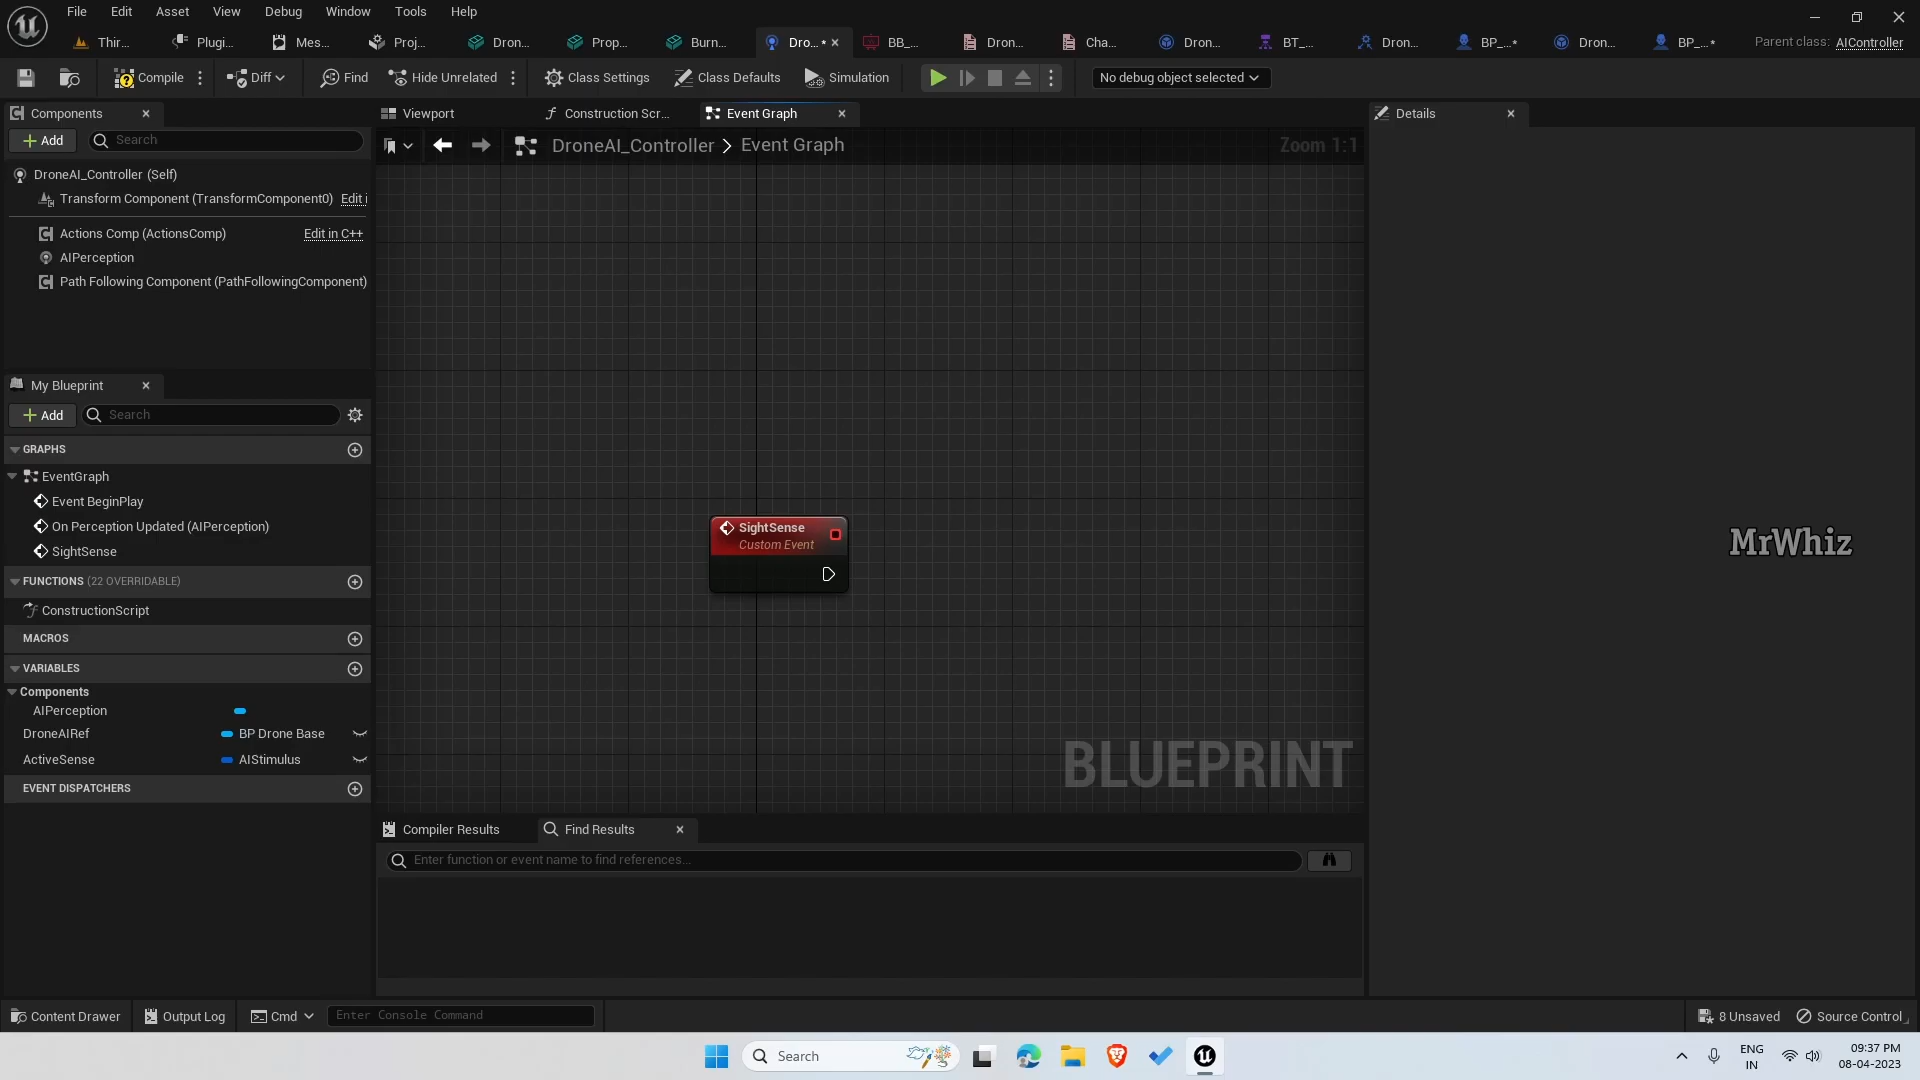 File Edit Asset View Debug Window Tools Help
Thir... Plugi... Mes... Proj... Dron... Prop... Burn... Dro... * BB_... Dron... Cha... Dron... BT_... Dron... BP_...* Dron... BP_...* Parent class: AIController
Compile Diff Find Hide Unrelated Class Settings Class Defaults Simulation No debug object selected
Components
Add Search
DroneAI_Controller (Self)
Transform Component (TransformComponent0) Edit i
Actions Comp (ActionsComp) Edit in C++
AIPerception
Path Following Component (PathFollowingComponent)
My Blueprint
Add Search
GRAPHS
EventGraph
Event BeginPlay
On Perception Updated (AIPerception)
SightSense
FUNCTIONS (22 OVERRIDABLE)
ConstructionScript
MACROS
VARIABLES
Components
AIPerception
DroneAIRef BP Drone Base
ActiveSense AIStimulus
EVENT DISPATCHERS
Viewport Construction Scr... Event Graph
DroneAI_Controller > Event Graph Zoom 1:1
SightSense
Custom Event
BLUEPRINT
Compiler Results Find Results
Enter function or event name to find references...
Details
MrWhiz
Content Drawer Output Log Cmd Enter Console Command 8 Unsaved Source Control
Search
ENG
IN
09:37 PM
08-04-2023